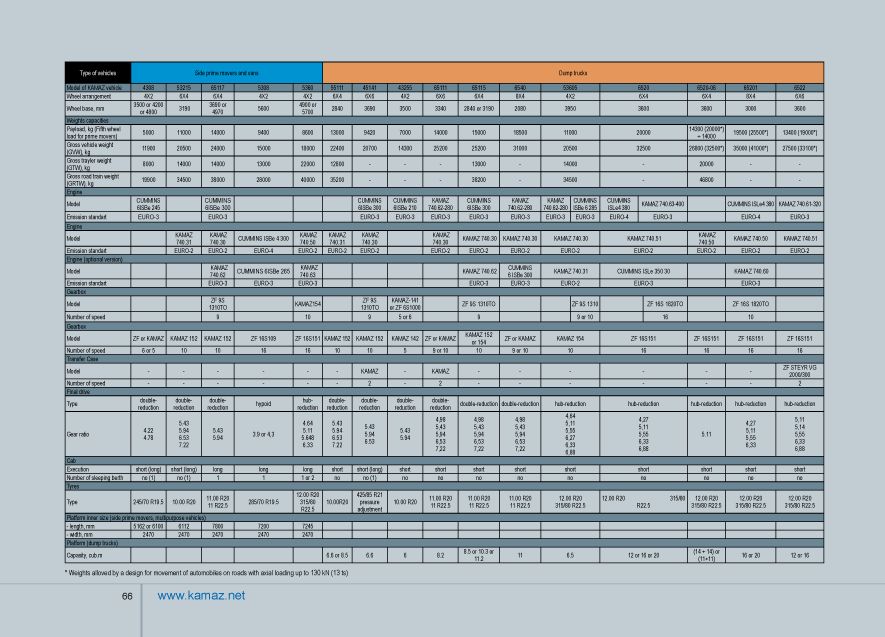 Type of vehicles Side prime movers and vans Dump trucks
Model of KAMAZ vehicle 4308 53215 65117 5308 5360 55111 45141 43255 65111 65115 6540 53605 6520 6520-06 65201 6522
Wheel arrangement 4X2 6X4 6X4 4X2 4X2 6X4 6X6 4X2 6X6 6X4 8X4 4X2 6X4 6X4 8X4 6X6
Wheel base, mm 3500 or 4200 or 4800 3190 3690 or 4970 5600 4900 or 5700 2840 3690 3500 3340 2840 or 3190 2080 3950 3600 3600 3000 3600
Weights capacities
Payload, kg (Fifth wheel load for prime movers) 5000 11000 14000 9400 8600 13000 9420 7000 14000 15000 18500 11000 20000 14300 (20000*) + 14000 19500 (25500*) 13400 (19000*)
Gross vehicle weight (GVW), kg 11900 20500 24000 15000 18000 22400 20700 14300 25200 25200 31000 20500 32500 26800 (32500*) 35000 (41000*) 27500 (33100*)
Gross trayler weight (GTW), kg 8000 14000 14000 13000 22000 12800 - - - 13000 - 14000 - 20000 - -
Gross road train weight (GRTW), kg 19900 34500 38000 28000 40000 35200 - - - 38200 - 34500 - 46800 - -
Engine
Model CUMMINS 6ISBe 245 CUMMINS 6ISBe 300 CUMMINS 6ISBe 300 CUMMINS 6ISBe 210 KAMAZ 740.62-280 CUMMINS 6ISBe 300 KAMAZ 740.62-280 KAMAZ 740.62-280 CUMMINS ISBe 6 285 CUMMINS ISLe4 380 KAMAZ 740.63-400 CUMMINS ISLe4 380 KAMAZ 740.61-320
Emission standart EURO-3 EURO-3 EURO-3 EURO-3 EURO-3 EURO-3 EURO-3 EURO-3 EURO-3 EURO-4 EURO-3 EURO-4 EURO-3
Engine
Model KAMAZ 740.31 KAMAZ 740.30 CUMMINS ISBe 4 300 KAMAZ 740.50 KAMAZ 740.31 KAMAZ 740.30 KAMAZ 740.30 KAMAZ 740.30 KAMAZ 740.30 KAMAZ 740.30 KAMAZ 740.51 KAMAZ 740.50 KAMAZ 740.50 KAMAZ 740.51
Emission standart EURO-2 EURO-2 EURO-4 EURO-2 EURO-2 EURO-2 EURO-2 EURO-2 EURO-2 EURO-2 EURO-2 EURO-2 EURO-2 EURO-2
Engine (optional version)
Model KAMAZ 740.62 CUMMINS 6ISBe 285 KAMAZ 740.63 KAMAZ 740.62 CUMMINS 6ISBe 300 KAMAZ 740.31 CUMMINS ISLe 350 30 KAMAZ 740.60
Emission standart EURO-3 EURO-3 EURO-3 EURO-3 EURO-3 EURO-2 EURO-3 EURO-3
Gearbox
Model ZF 9S 1310TO KAMAZ154 ZF 9S 1310TO KAMAZ-141 or ZF 6S1000 ZF 9S 1310TO ZF 9S 1310 ZF 16S 1820TO ZF 16S 1820TO
Number of speed 9 10 9 5 or 6 9 9 or 10 16 10
Gearbox
Model ZF or KAMAZ KAMAZ 152 KAMAZ 152 ZF 16S109 ZF 16S151 KAMAZ 152 KAMAZ 152 KAMAZ 142 ZF or KAMAZ KAMAZ 152 or 154 ZF or KAMAZ KAMAZ 154 ZF 16S151 ZF 16S151 ZF 16S151 ZF 16S151
Number of speed 6 or 5 10 10 16 16 10 10 5 9 or 10 10 9 or 10 10 16 16 16 16
Transfer Case
Model - - - - - - KAMAZ - KAMAZ - - - - - - ZF STEYR VG 2000/300
Number of speed - - - - - - 2 - 2 - - - - - - 2
Final drive
Type double-reduction double-reduction double-reduction hypoid hub-reduction double-reduction double-reduction double-reduction double-reduction double-reduction double-reduction hub-reduction hub-reduction hub-reduction hub-reduction hub-reduction
Gear ratio 4.22 4.78 5.43 5.94 6.53 7.22 5.43 5.94 3.9 or 4,3 4.64 5.11 5.648 6.33 5.43 5.94 6.53 7.22 5.43 5.94 6.53 5.43 5.94 4,98 5,43 5,94 6,53 7,22 4,98 5,43 5,94 6,53 7,22 4,98 5,43 5,94 6,53 7,22 4,64 5,11 5,55 6,27 6,33 6,88 4,27 5,11 5,55 6,33 6,88 5.11 4,27 5,11 5,55 6,33 5,11 5,14 5,55 6,33 6,88
Cab
Execution short (long) short (long) long long long short short (long) short short short short short short short short short
Number of sleeping berth no (1) no (1) 1 1 1 or 2 no no (1) no no no no no no no no no
Tyres
Type 245/70 R19.5 10.00 R20 11.00 R20 11 R22.5 285/70 R19.5 12.00 R20 315/80 R22.5 10.00R20 425/85 R21 pressure adjustment 10.00 R20 11.00 R20 11 R22.5 11.00 R20 11 R22.5 11.00 R20 11 R22.5 12.00 R20 315/80 R22.5 12.00 R20 315/80 R22.5 12.00 R20 315/80 R22.5 12.00 R20 315/80 R22.5 12.00 R20 315/80 R22.5
Platform inner size (side prime movers, multipurpose vehicles)
- length, mm 5162 or 6100 6112 7800 7200 7245
- width, mm 2470 2470 2470 2470 2470
Platform (dump trucks)
Capacity, cub.m 6.6 or 8.5 6.6 6 8.2 8.5 or 10.3 or 11.2 11 6.5 12 or 16 or 20 (14 + 14) or (11+11) 16 or 20 12 or 16
* Weights allowed by a design for movement of automobiles on roads with axial loading up to 130 kN (13 ts)
66 www.kamaz.net